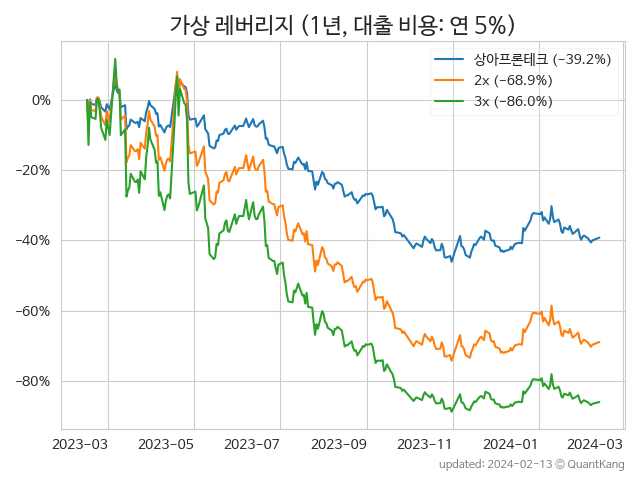 가상 레버리지 (1년, 대출 비용: 연 5%)
상아프론테크 (−39.2%)
2x (−68.9%)
3x (−86.0%)
0%
−20%
−40%
−60%
−80%
2023−03 2023−05 2023−07 2023−09 2023−11 2024−01 2024−03
updated: 2024-02-13 © QuantKang